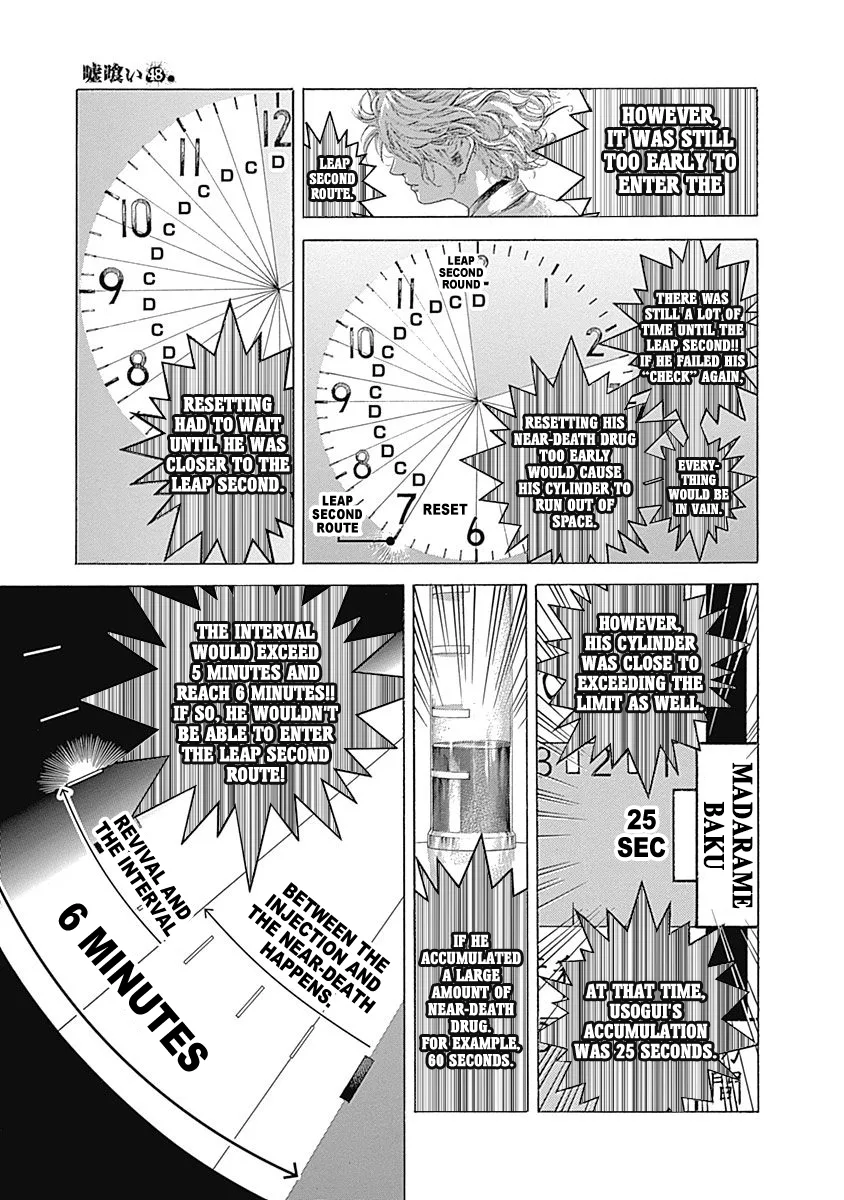 嘘喰い 48
HOWEVER,
IT WAS STILL
TOO EARLY TO
ENTER THE
LEAP
SECOND
ROUTE.
12
11
10
9
8
D
C
D
C
D
C
D
C
D
C
D
RESETTING
HAD TO WAIT
UNTIL HE WAS
CLOSER TO THE
LEAP SECOND.
THERE WAS
STILL A LOT OF
TIME UNTIL THE
LEAP SECOND!!
IF HE FAILED HIS
"CHECK" AGAIN,
EVERY-
THING
WOULD BE
IN VAIN.
LEAP
SECOND
ROUND
1
2
11
10
9
8
7
6
D
C
D
C
D
C
D
C
D
C
D
C
D
RESETTING HIS
NEAR-DEATH DRUG
TOO EARLY
WOULD CAUSE
HIS CYLINDER TO
RUN OUT OF
SPACE.
LEAP
SECOND
ROUTE
RESET
HOWEVER,
HIS CYLINDER
WAS CLOSE TO
EXCEEDING THE
LIMIT AS WELL.
MADARAME
BAKU
25
SEC
AT THAT TIME,
USOGUI'S
ACCUMULATION
WAS 25 SECONDS.
IF HE
ACCUMULATED
A LARGE
AMOUNT OF
NEAR-DEATH
DRUG.
FOR EXAMPLE,
60 SECONDS.
THE INTERVAL
WOULD EXCEED
5 MINUTES AND
REACH 6 MINUTES!!
IF SO, HE WOULDN'T
BE ABLE TO ENTER
THE LEAP SECOND
ROUTE!
REVIVAL AND
THE INTERVAL
BETWEEN THE
INJECTION AND
THE NEAR-DEATH
HAPPENS.
6 MINUTES